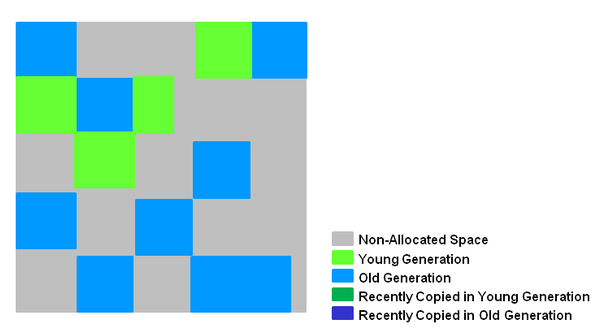 Non-Allocated Space
Young Generation
Old Generation
Recently Copied in Young Generation
Recently Copied in Old Generation